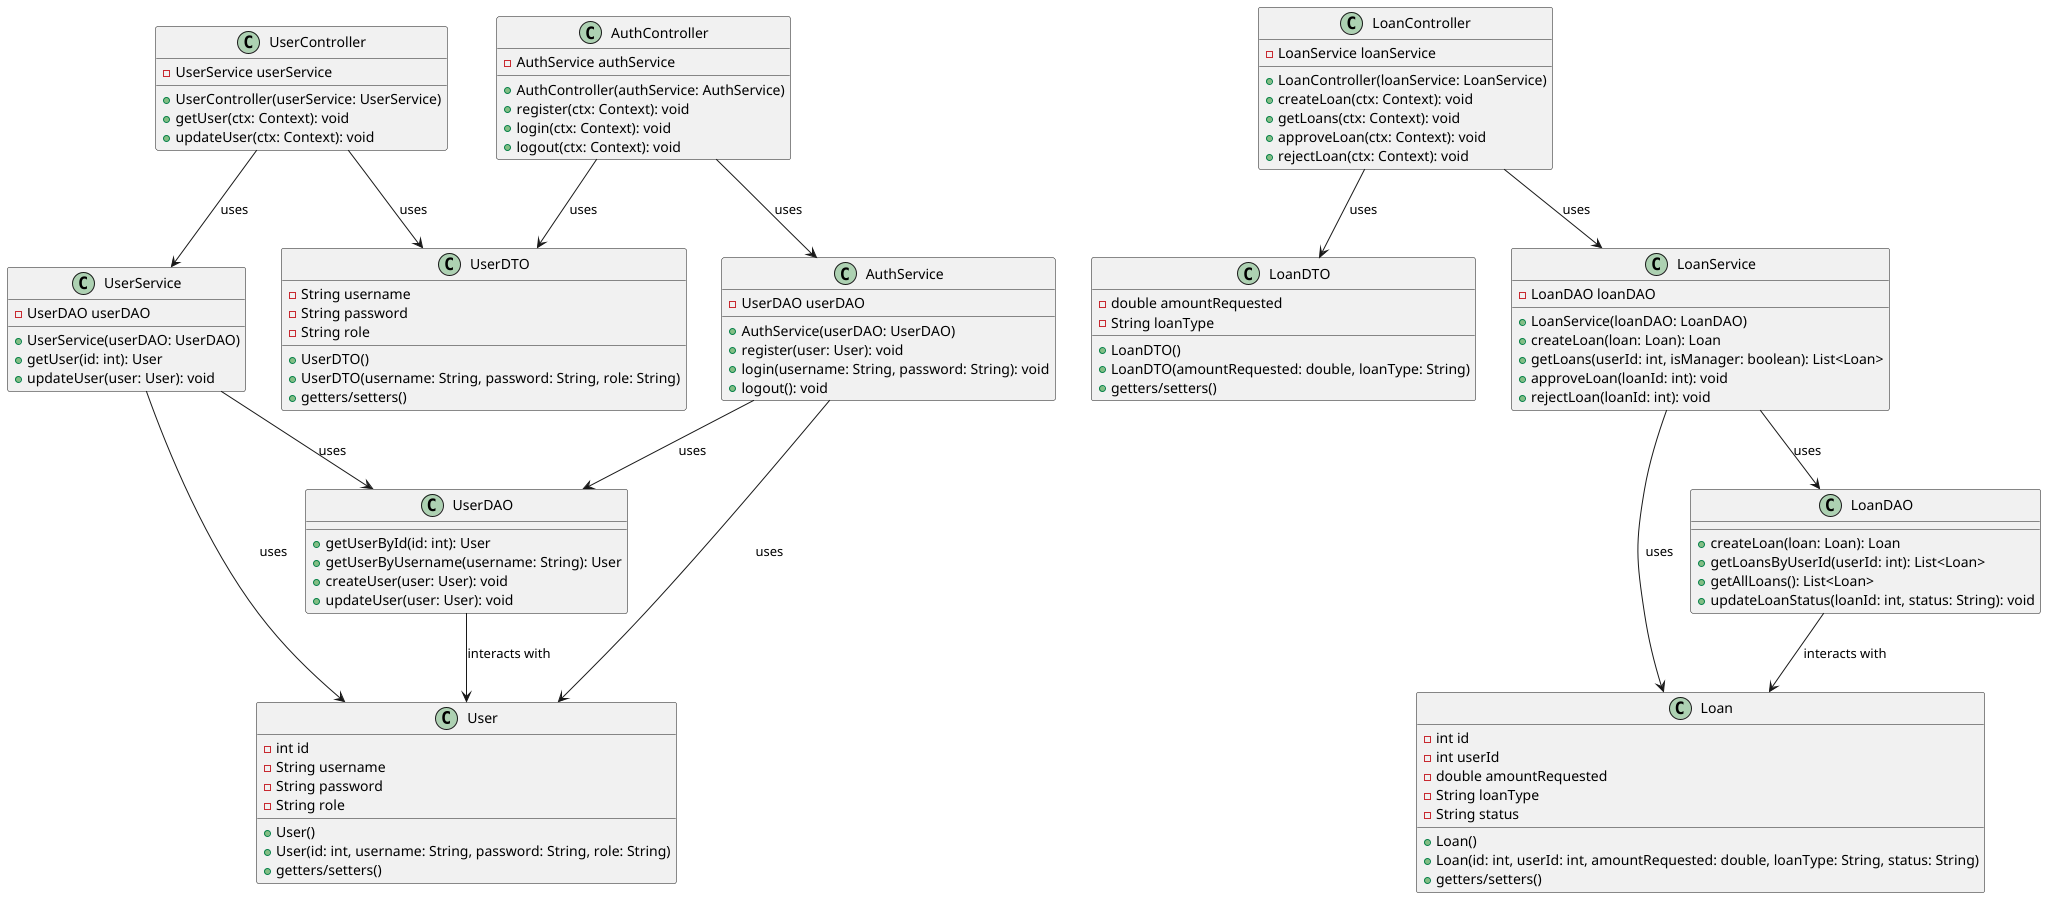 C UserController
UserService userService
UserController(userService: UserService)
getUser(ctx: Context): void
updateUser(ctx: Context): void
C AuthController
AuthService authService
AuthController(authService: AuthService)
register(ctx: Context): void
login(ctx: Context): void
logout(ctx: Context): void
C LoanController
LoanService loanService
LoanController(loanService: LoanService)
createLoan(ctx: Context): void
getLoans(ctx: Context): void
approveLoan(ctx: Context): void
rejectLoan(ctx: Context): void
uses
uses
uses
uses
uses
uses
C UserService
UserDAO userDAO
UserService(userDAO: UserDAO)
getUser(id: int): User
updateUser(user: User): void
C UserDTO
String username
String password
String role
UserDTO()
UserDTO(username: String, password: String, role: String)
getters/setters()
C AuthService
UserDAO userDAO
AuthService(userDAO: UserDAO)
register(user: User): void
login(username: String, password: String): void
logout(): void
C LoanDTO
double amountRequested
String loanType
LoanDTO()
LoanDTO(amountRequested: double, loanType: String)
getters/setters()
C LoanService
LoanDAO loanDAO
LoanService(loanDAO: LoanDAO)
createLoan(loan: Loan): Loan
getLoans(userId: int, isManager: boolean): List<Loan>
approveLoan(loanId: int): void
rejectLoan(loanId: int): void
uses
uses
uses
uses
uses
uses
C UserDAO
getUserById(id: int): User
getUserByUsername(username: String): User
createUser(user: User): void
updateUser(user: User): void
C LoanDAO
createLoan(loan: Loan): Loan
getLoansByUserId(userId: int): List<Loan>
getAllLoans(): List<Loan>
updateLoanStatus(loanId: int, status: String): void
interacts with
interacts with
C User
int id
String username
String password
String role
User()
User(id: int, username: String, password: String, role: String)
getters/setters()
C Loan
int id
int userId
double amountRequested
String loanType
String status
Loan()
Loan(id: int, userId: int, amountRequested: double, loanType: String, status: String)
getters/setters()